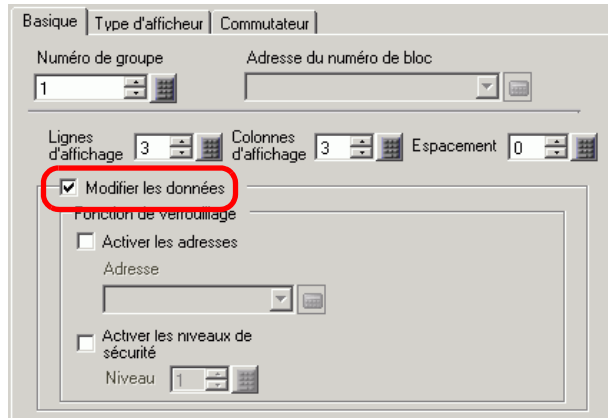 Basique Type d'afficheur Commutateur
Numéro de groupe Adresse du numéro de bloc
1
Lignes d'affichage 3 Colonnes d'affichage 3 Espacement 0
Modifier les données
Fonction de verrouillage
Activer les adresses
Adresse
Activer les niveaux de
sécurité
Niveau 1